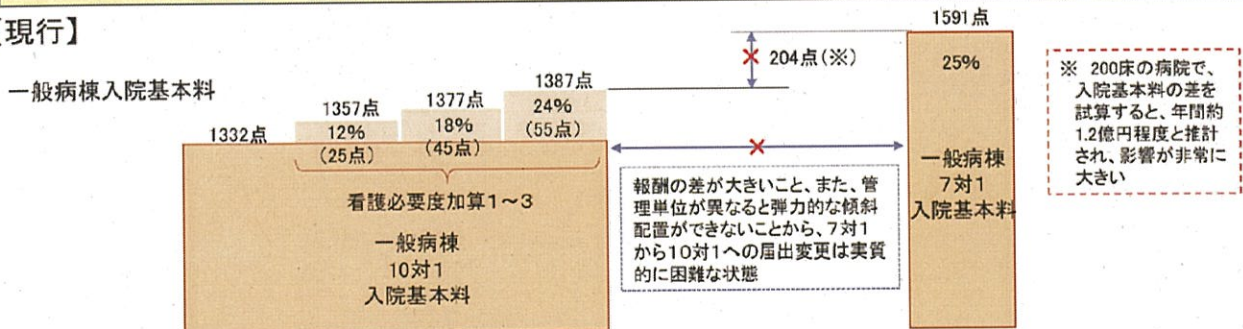 【現行】
一般病棟入院基本料
1332点
1357点
12%
(25点)
1377点
18%
(45点)
1387点
24%
(55点)
看護必要度加算1～3
一般病棟
10対1
入院基本料
204点(※)
報酬の差が大きいこと、また、管
理単位が異なると弾力的な傾斜
配置ができないことから、7対1
から10対1への届出変更は実質
的に困難な状態
1591点
25%
一般病棟
7対1
入院基本料
※ 200床の病院で、
入院基本料の差を
試算すると、年間約
1.2億円程度と推計
され、影響が非常に
大きい